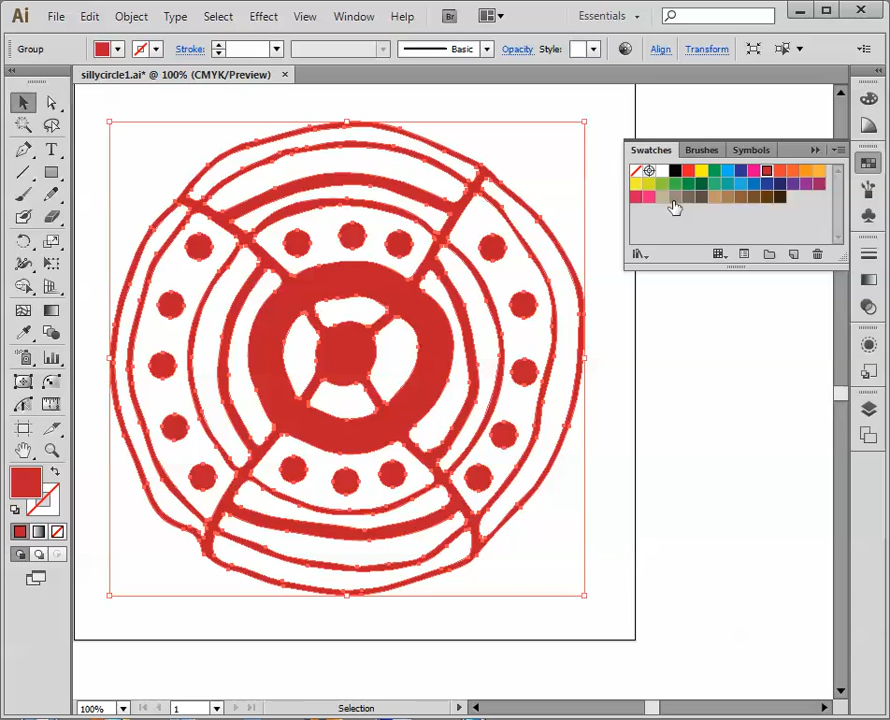 Ai File Edit Object Type Select Effect View Window Help Br Essentials
Group Stroke: Basic Opacity Style: Align Transform
sillycircle1.ai* @ 100% (CMYK/Preview)
Swatches Brushes Symbols
100% 1 Selection